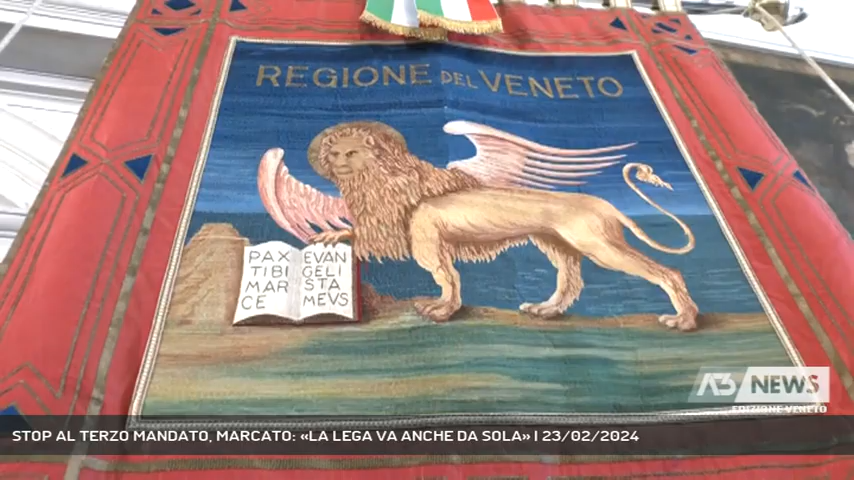 REGIONE DEL VENETO
PAX
TIBI
MAR
CE
EVAN
GELI
STA
MEVS
A3 NEWS
EDIZIONE VENETO
STOP AL TERZO MANDATO, MARCATO: «LA LEGA VA ANCHE DA SOLA» | 23/02/2024